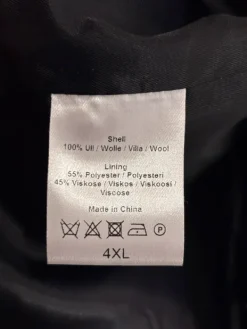 Shell
100% Ull / Wolle / Villa / Wool
Lining
55% Polyester / Polyesteri
45% Viskose / Viskos / Viskoosi
Viscose
Made in China
P
4XL